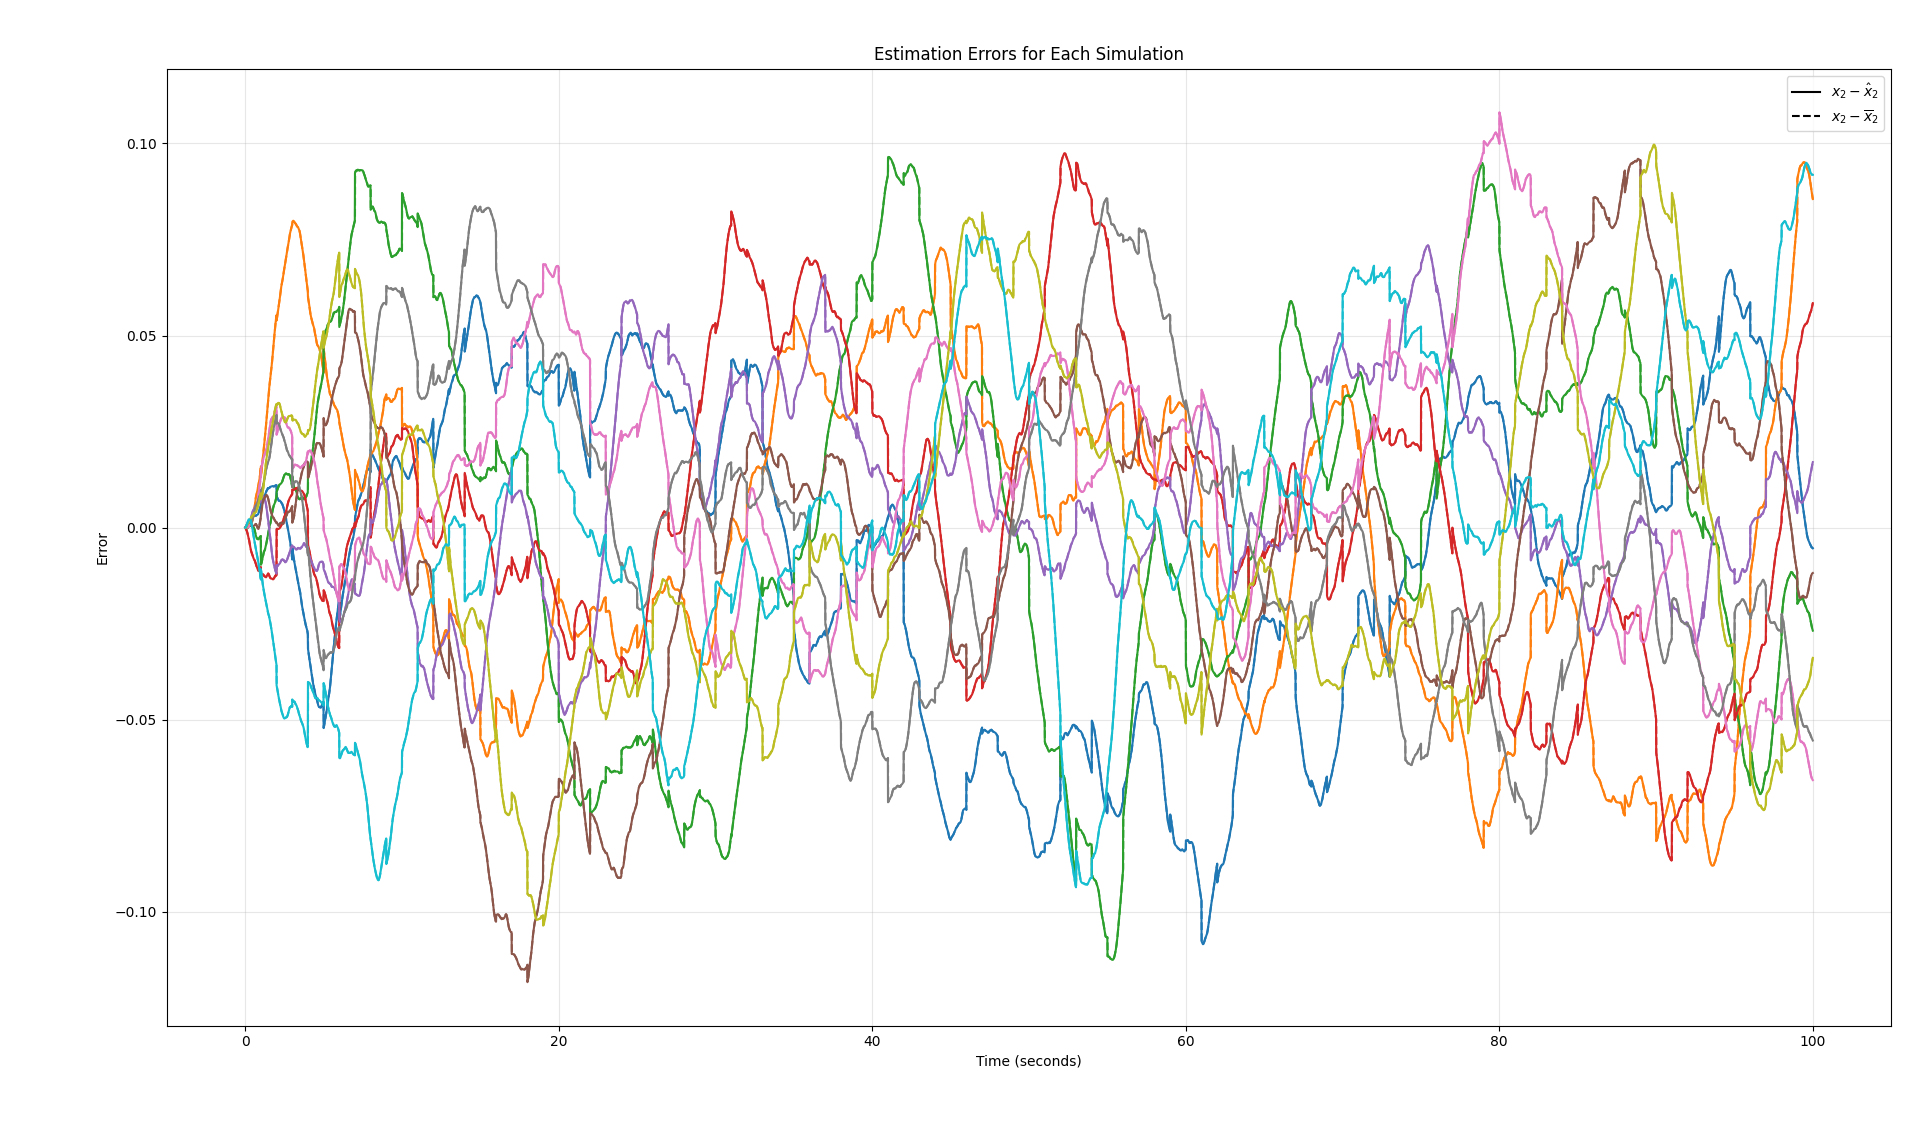 Estimation Errors for Each Simulation
x₂ − x̂₂
x₂ − x̅₂
0.10
0.05
0.00
−0.05
−0.10
Error
0 20 40 60 80 100
Time (seconds)